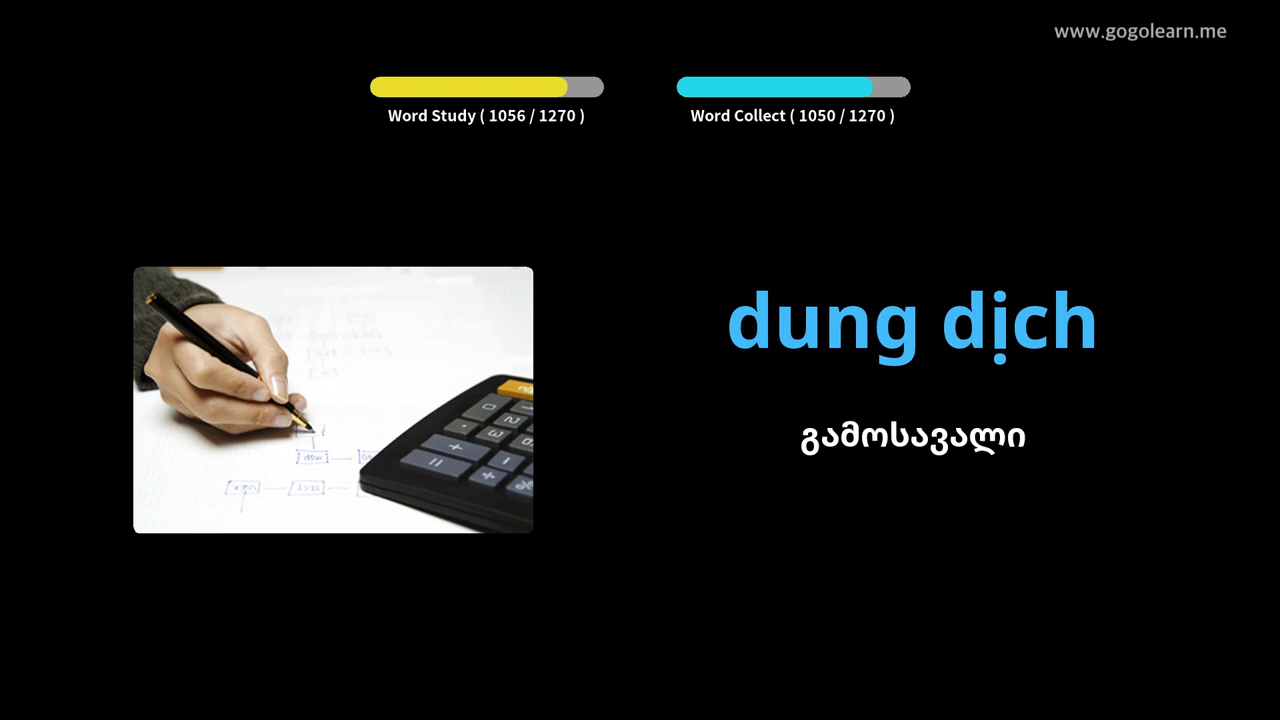 www.gogolearn.me
Word Study ( 1056 / 1270 )
Word Collect ( 1050 / 1270 )
dung dịch
გამოსავალი